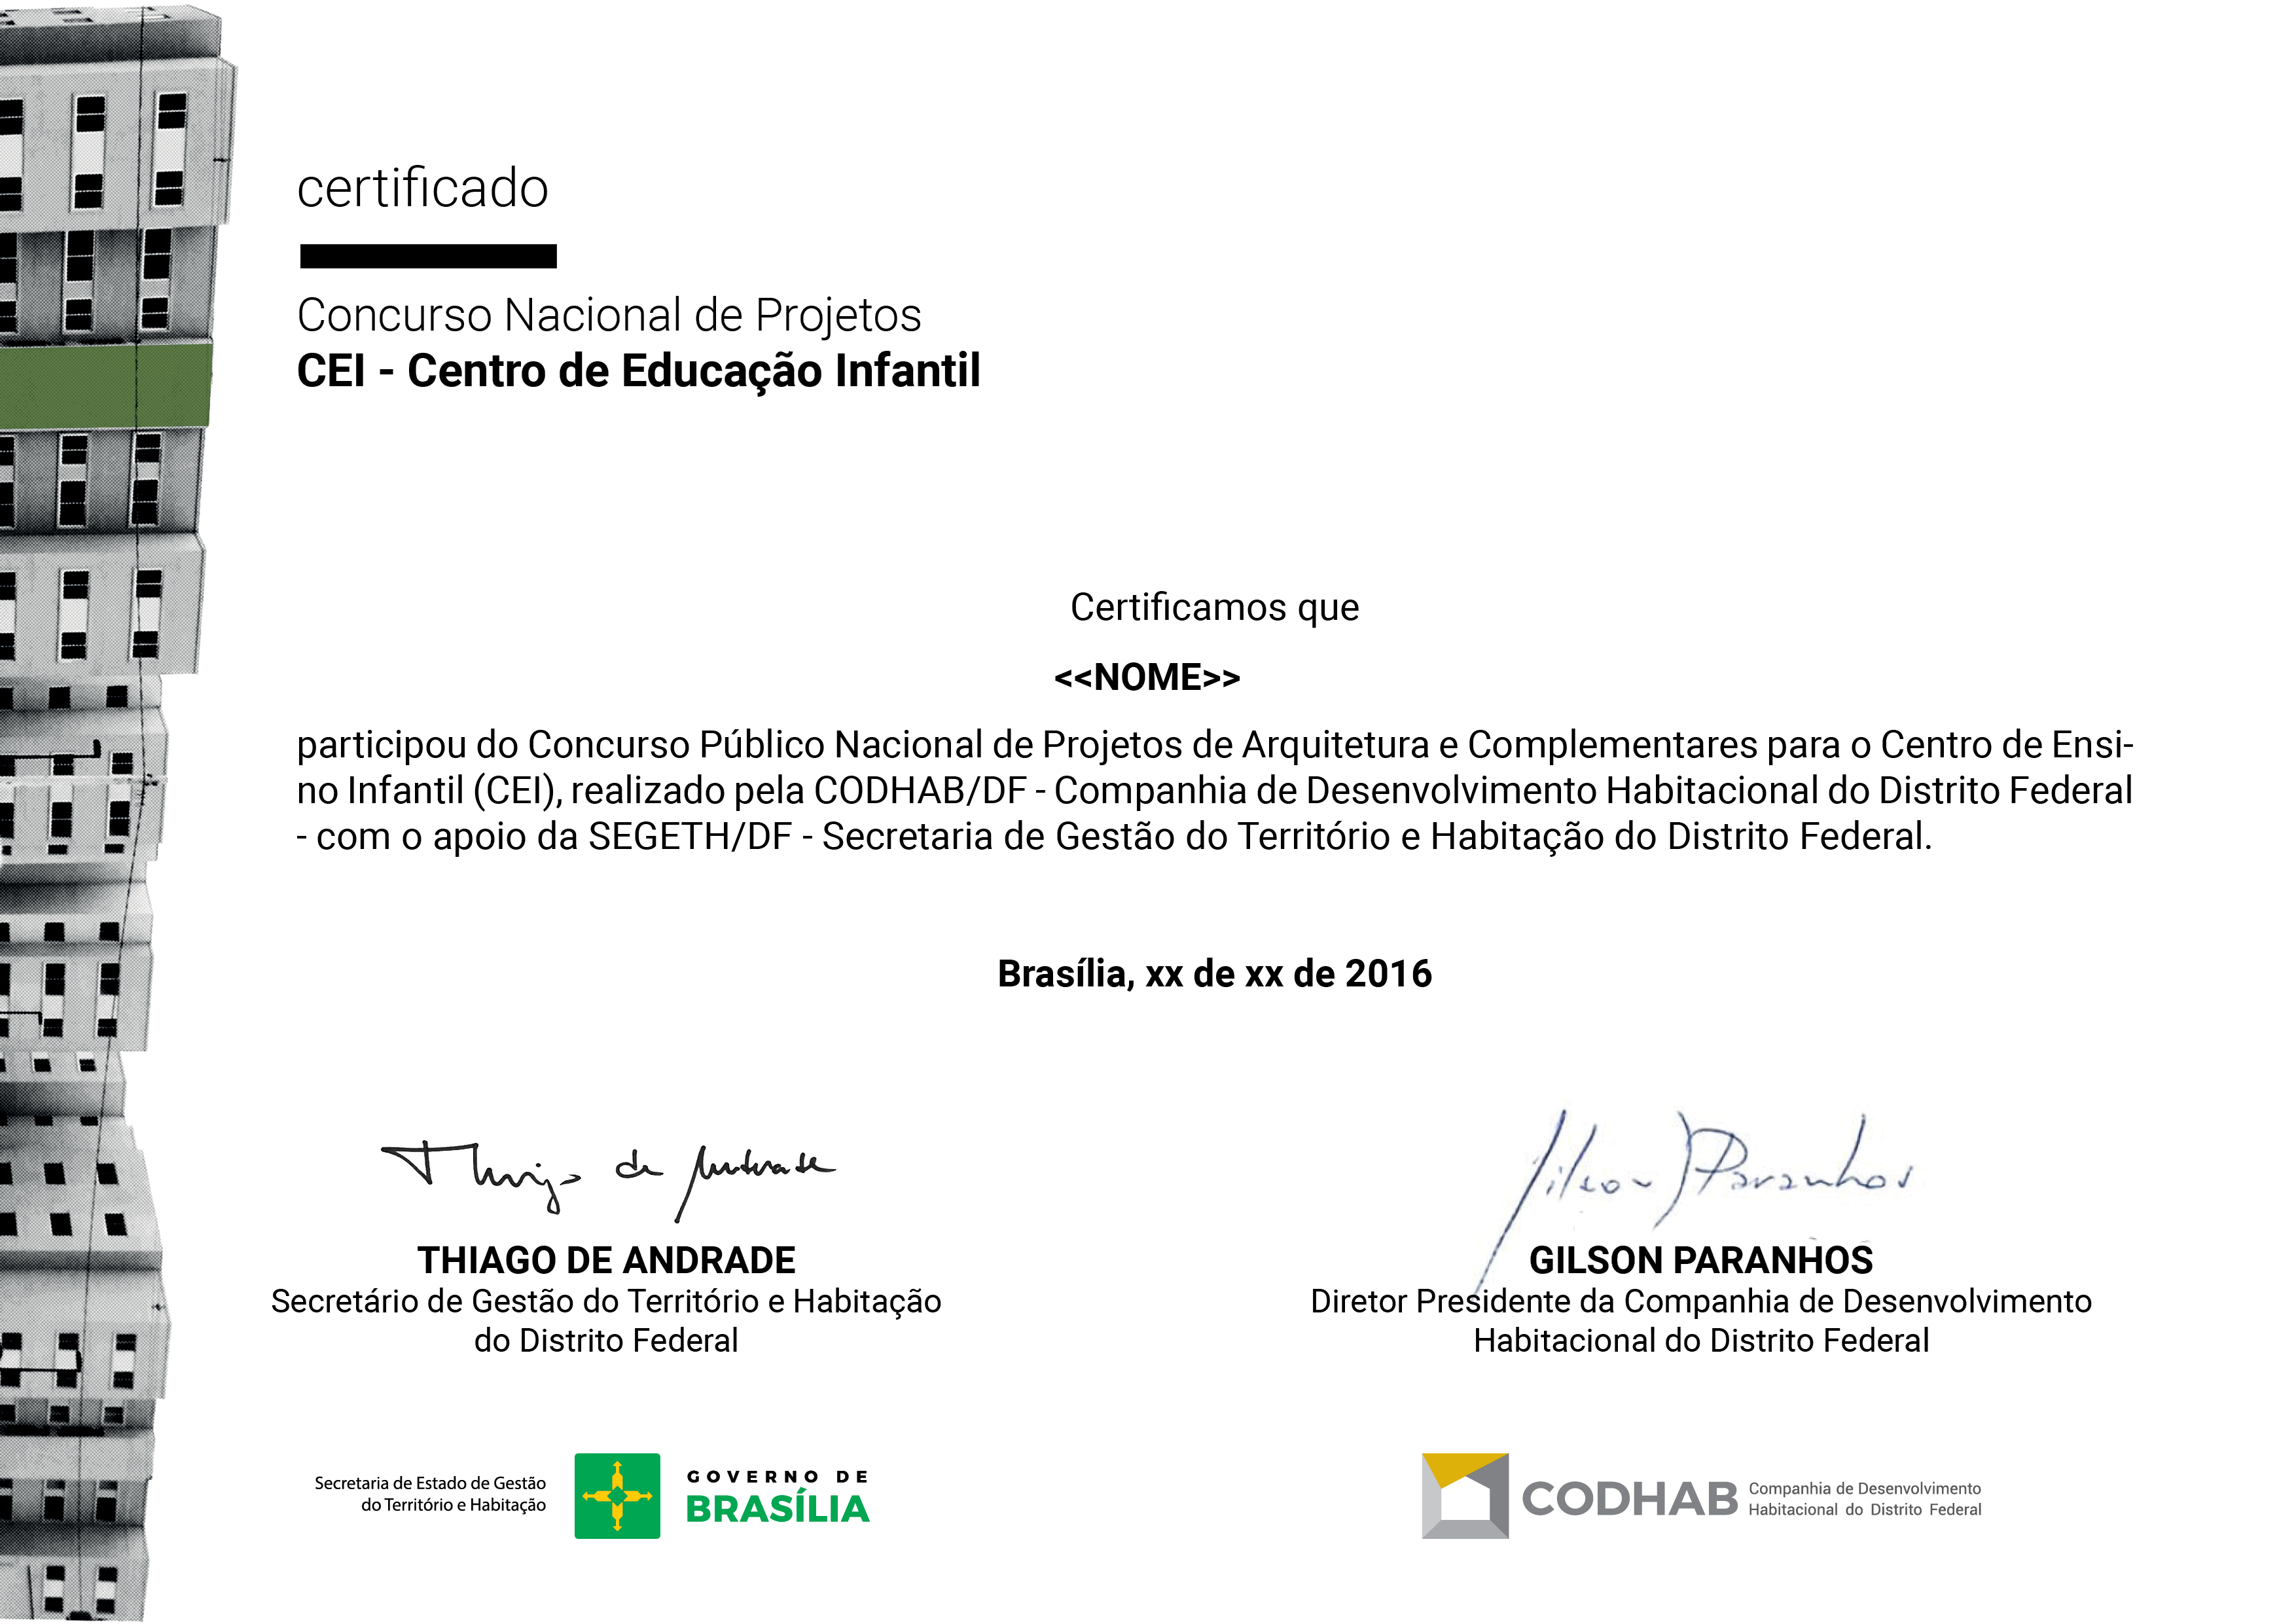 certificado
Concurso Nacional de Projetos
CEI - Centro de Educação Infantil
Certificamos que
<<NOME>>
participou do Concurso Público Nacional de Projetos de Arquitetura e Complementares para o Centro de Ensi-
no Infantil (CEI), realizado pela CODHAB/DF - Companhia de Desenvolvimento Habitacional do Distrito Federal
- com o apoio da SEGETH/DF - Secretaria de Gestão do Território e Habitação do Distrito Federal.
Brasília, xx de xx de 2016
Thiago de Andrade
THIAGO DE ANDRADE
Secretário de Gestão do Território e Habitação
do Distrito Federal
Gilson Paranhos
GILSON PARANHOS
Diretor Presidente da Companhia de Desenvolvimento
Habitacional do Distrito Federal
Secretaria de Estado de Gestão
do Território e Habitação
GOVERNO DE
BRASÍLIA
CODHAB
Companhia de Desenvolvimento
Habitacional do Distrito Federal